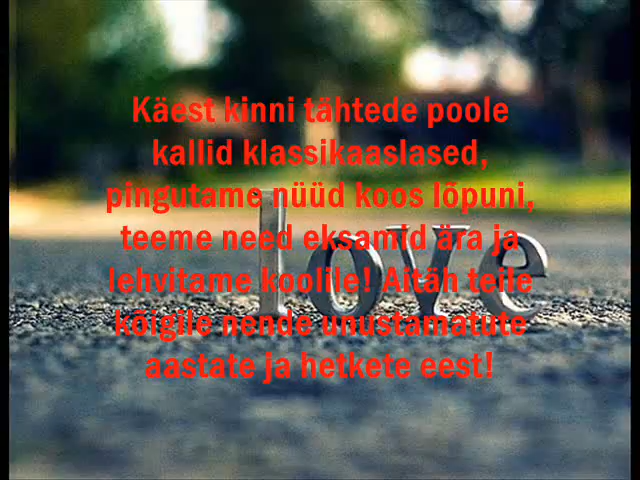 Käest kinni tähtede poole
kallid klassikaaslased,
pingutame nüüd koos lõpuni,
teeme need eksamid ära ja
lehvitame koolile! Aitäh teile
kõigile nende unustamatute
aastate ja hetkete eest!
love